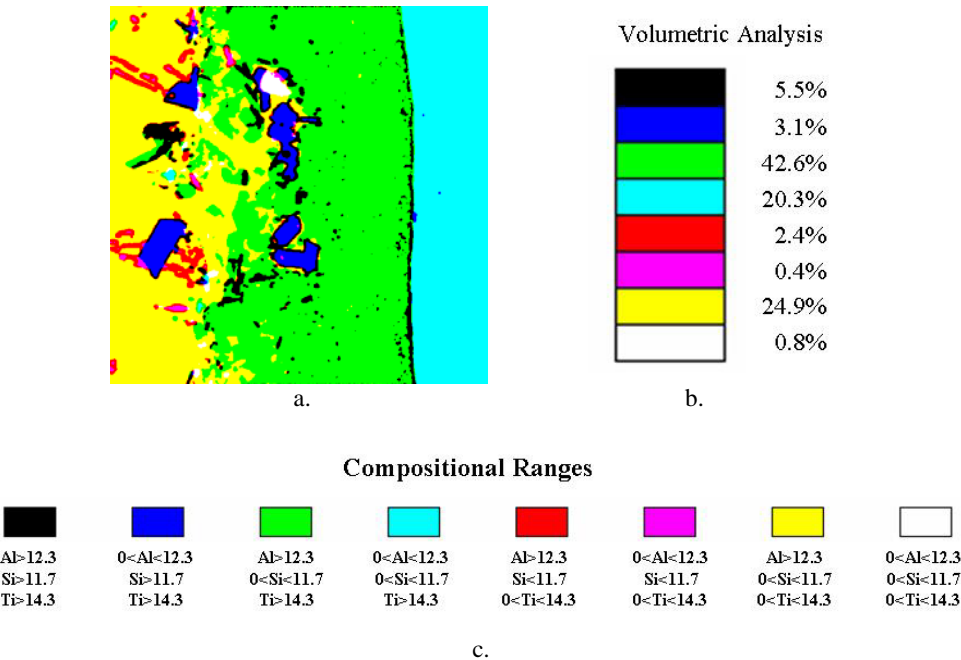 Volumetric Analysis
5.5%
3.1%
42.6%
20.3%
2.4%
0.4%
24.9%
0.8%
a.
b.
Compositional Ranges
Al>12.3 0<Al<12.3 Al>12.3 0<Al<12.3 Al>12.3 0<Al<12.3 Al>12.3 0<Al<12.3
Si>11.7 Si>11.7 0<Si<11.7 0<Si<11.7 Si<11.7 Si<11.7 0<Si<11.7 0<Si<11.7
Ti>14.3 Ti>14.3 Ti>14.3 Ti>14.3 0<Ti<14.3 0<Ti<14.3 0<Ti<14.3 0<Ti<14.3
c.